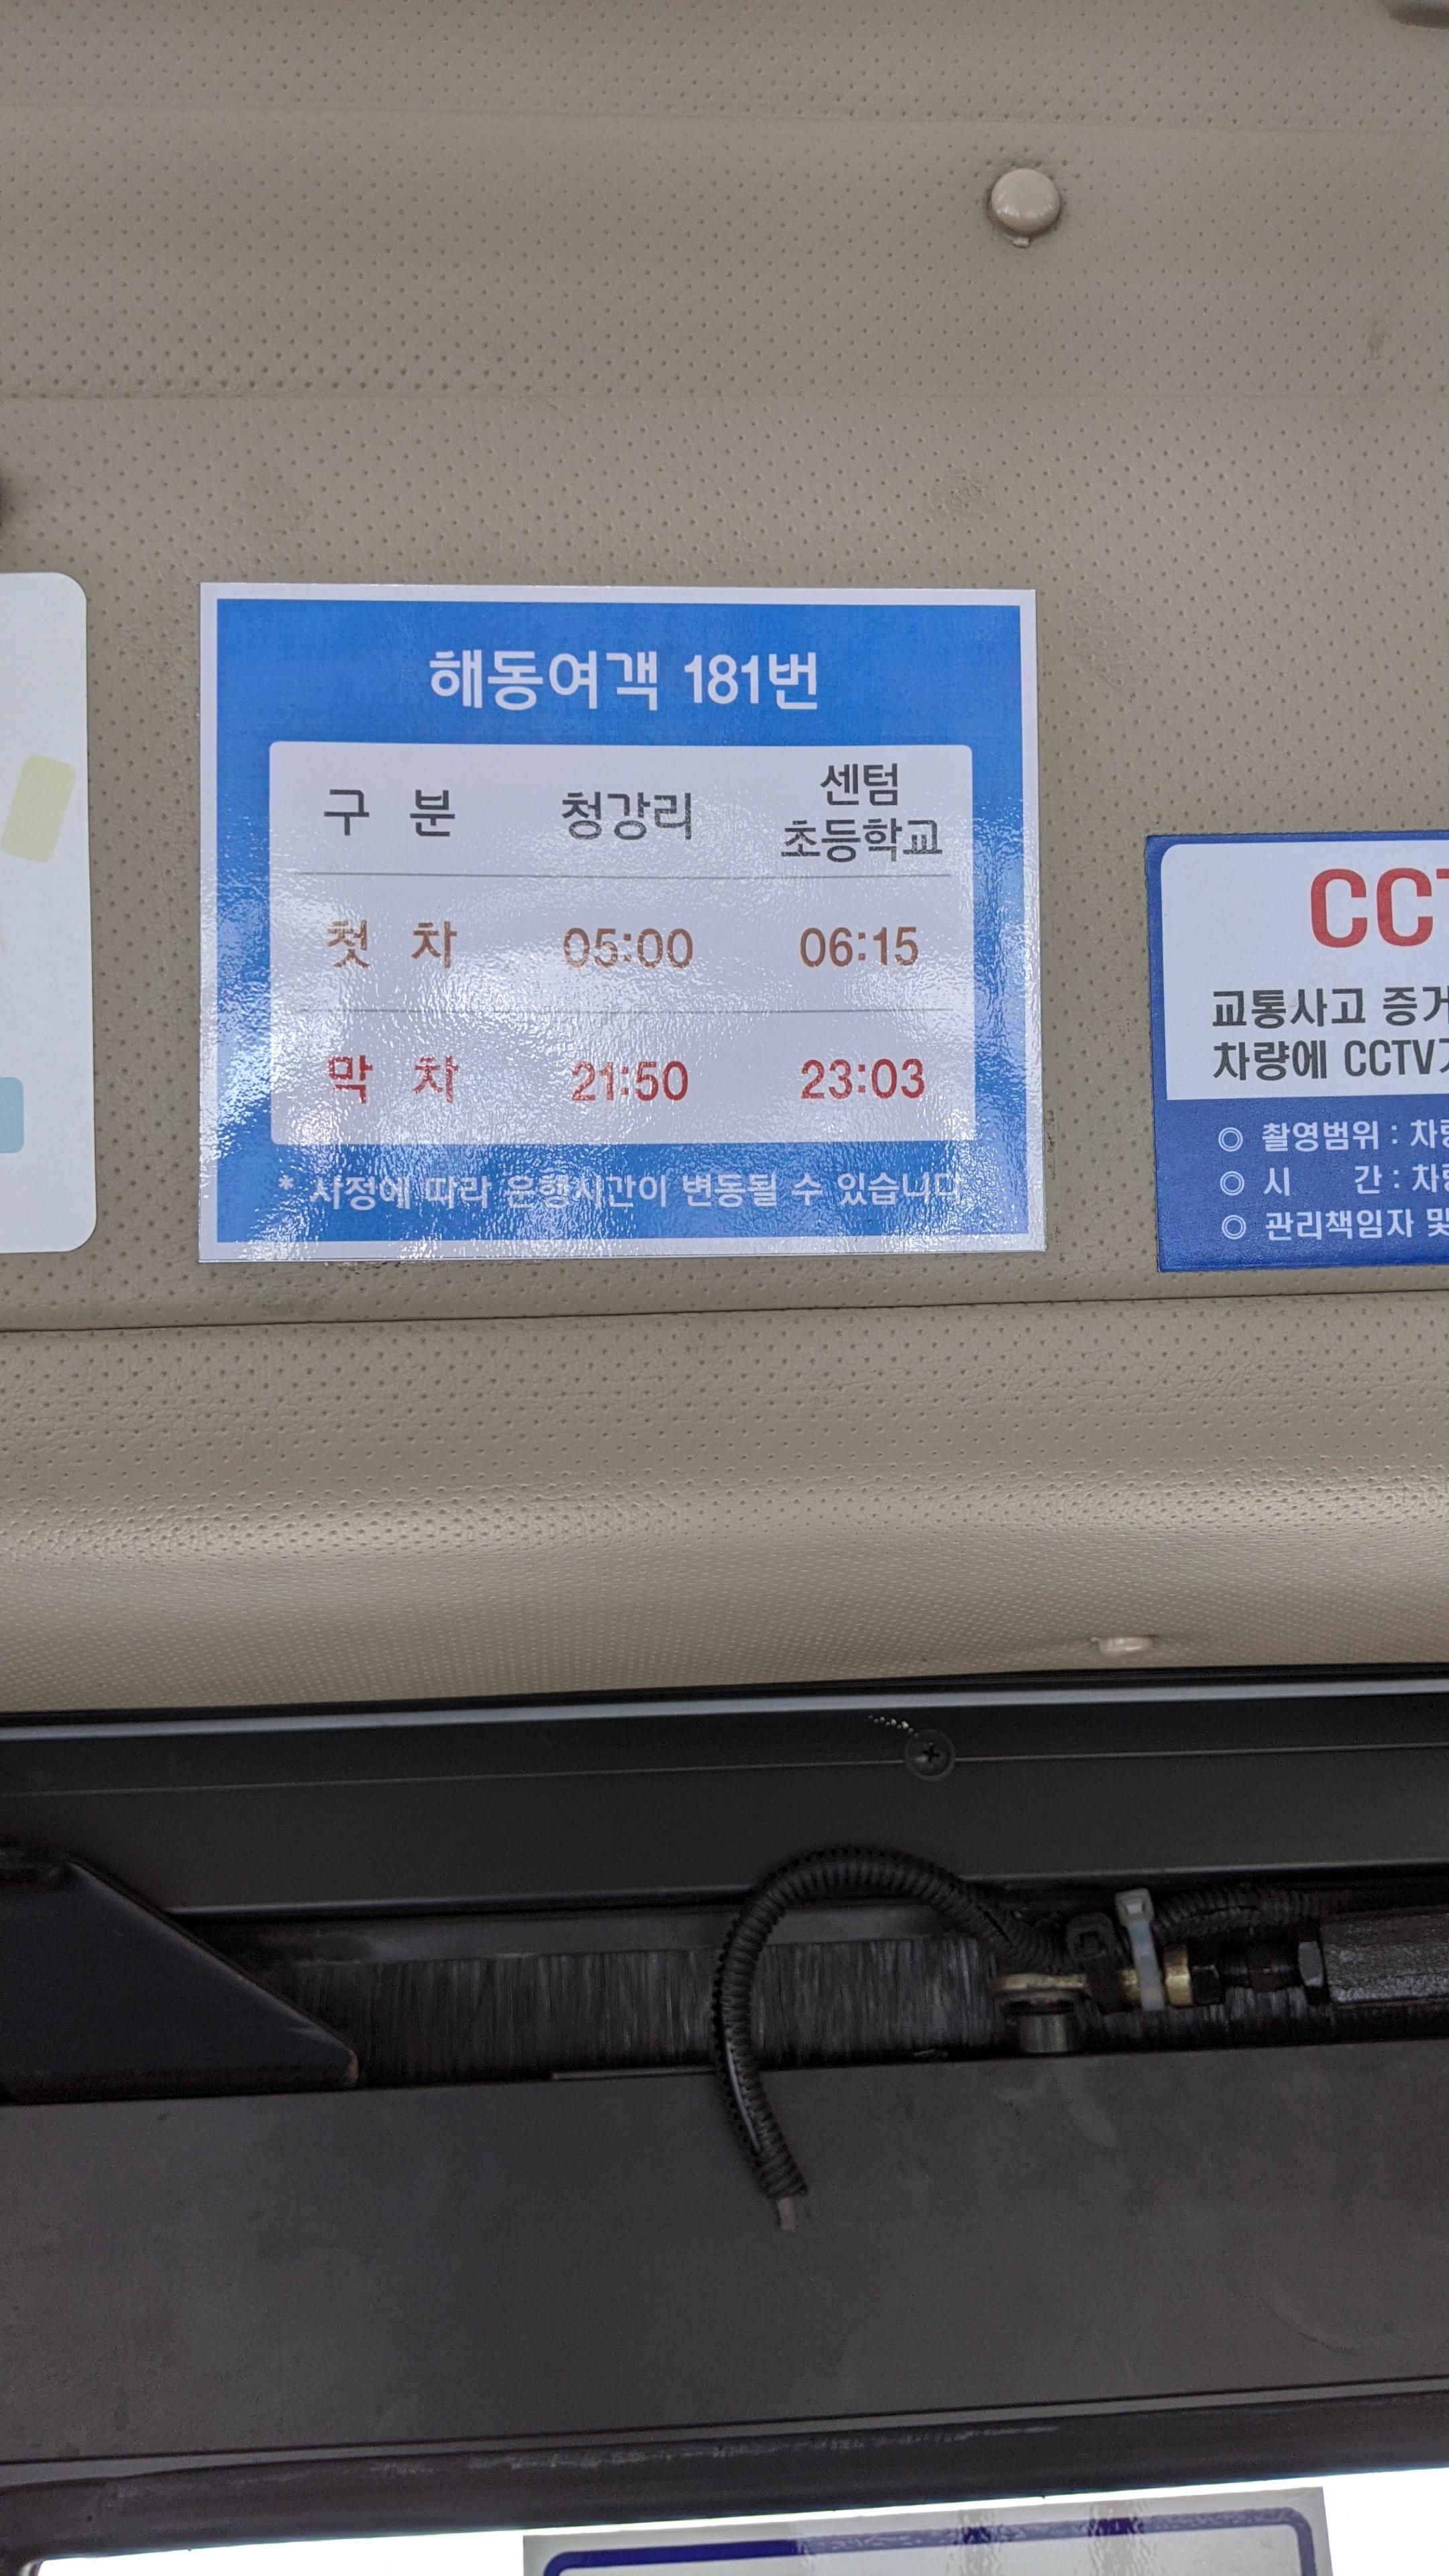 해동여객 181번
구 분 청강리 센텀
초등학교
첫 차 05:00 06:15
막 차 21:50 23:03
* 사정에 따라 운행시간이 변동될 수 있습니다
CCT
교통사고 증거
차량에 CCTV
◎ 촬영범위 : 차량
◎ 시 간 : 차량
◎ 관리책임자 및